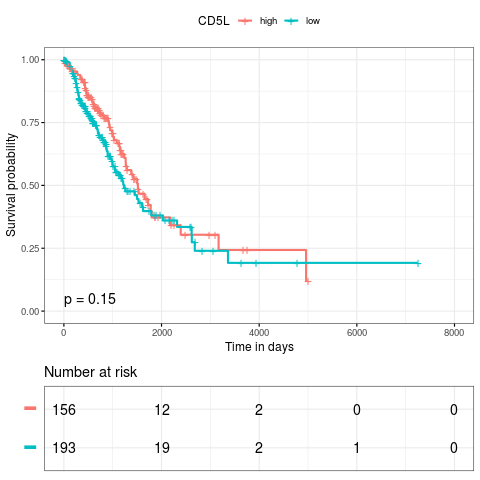 CD5L high low
1.00
0.75
0.50
0.25
0.00
Survival probability
p = 0.15
0 2000 4000 6000 8000
Time in days
Number at risk
156 12 2 0 0
193 19 2 1 0